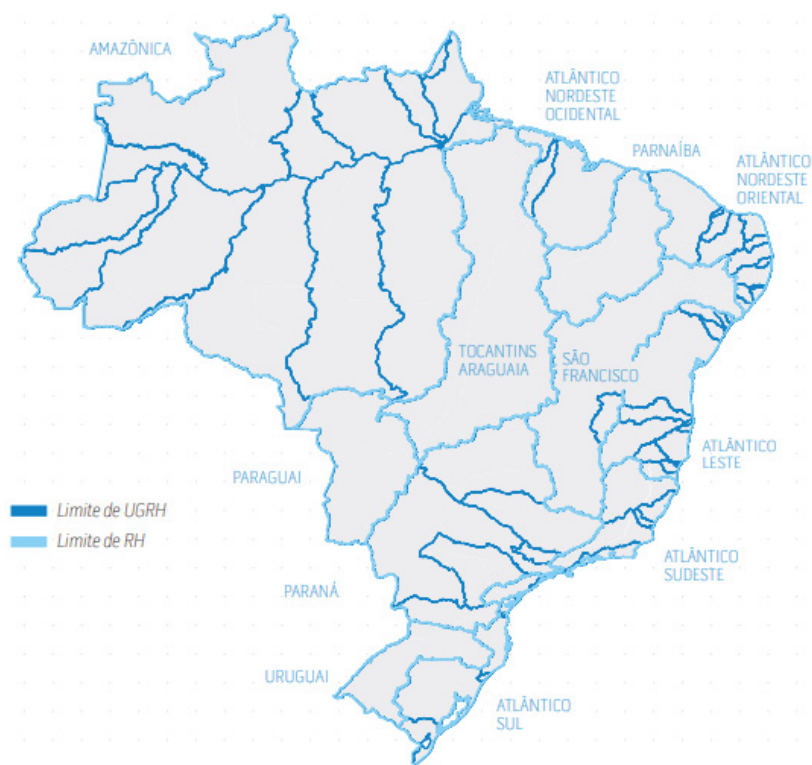 AMAZÔNICA
ATLÂNTICO
NORDESTE
OCIDENTAL
PARNAÍBA
ATLÂNTICO
NORDESTE
ORIENTAL
TOCANTINS
ARAGUAIA
SÃO
FRANCISCO
ATLÂNTICO
LESTE
PARAGUAI
Limite de UGRH
Limite de RH
ATLÂNTICO
SUDESTE
PARANÁ
URUGUAI
ATLÂNTICO
SUL